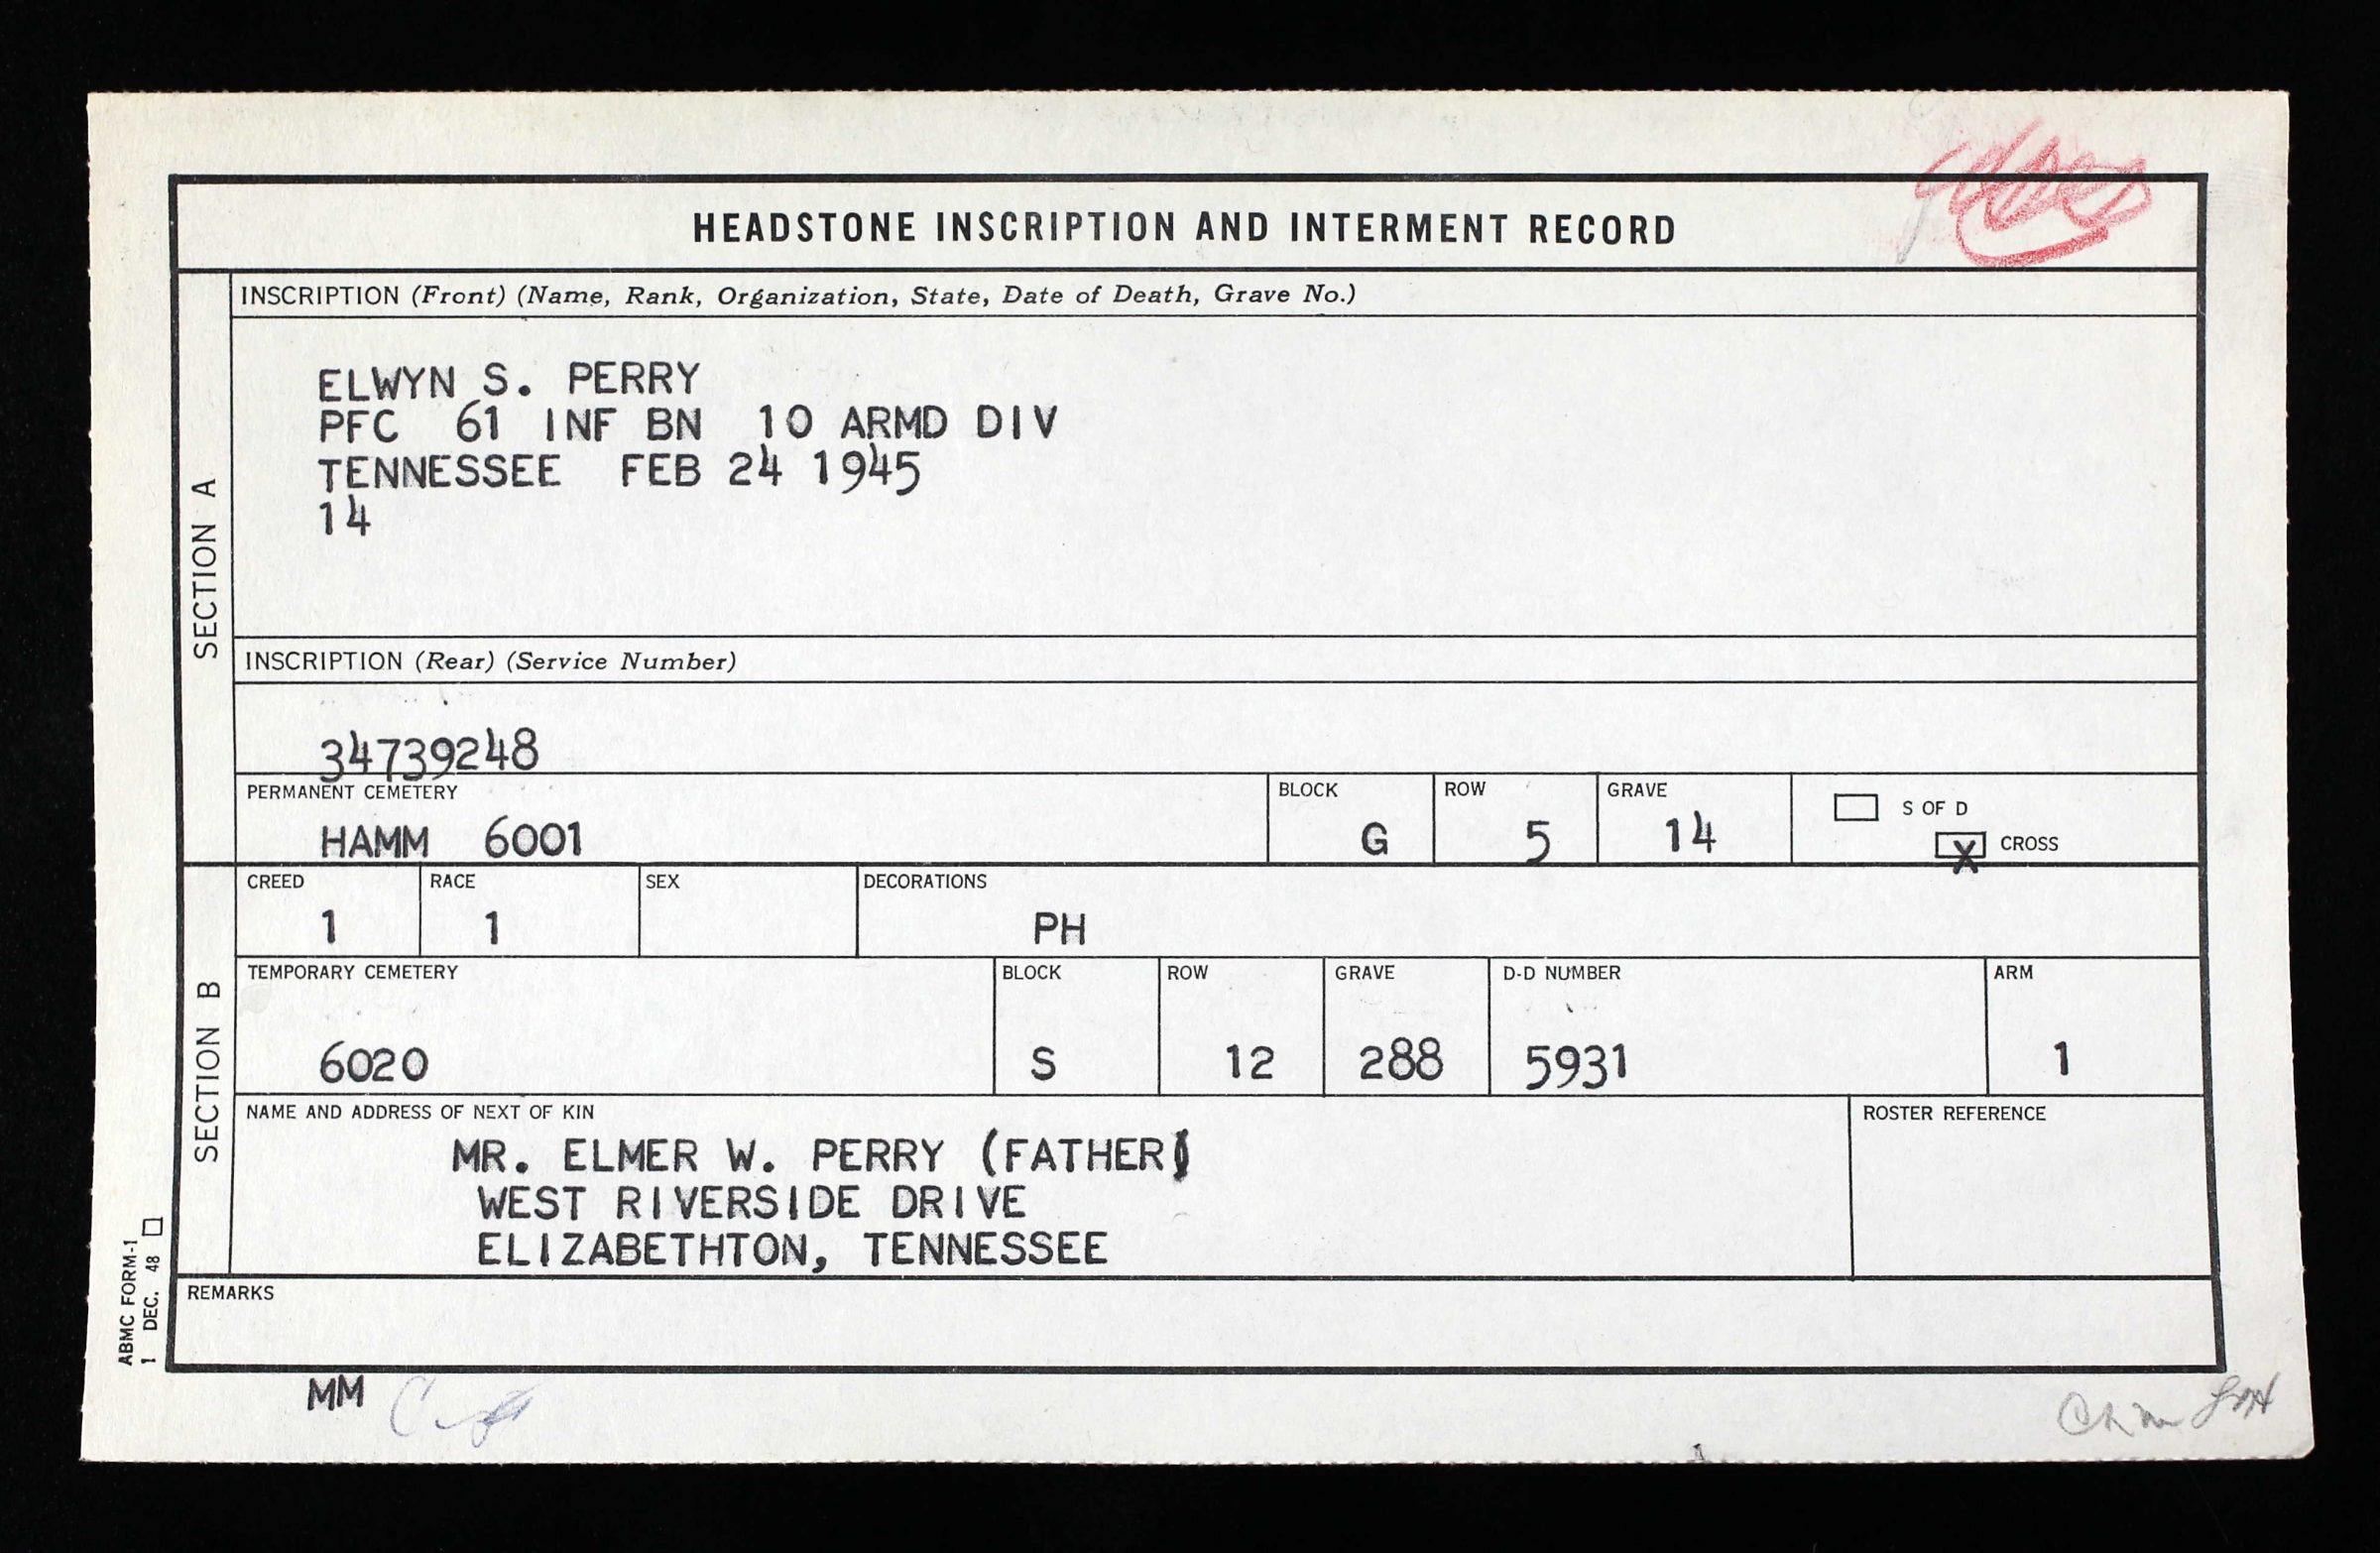 HEADSTONE INSCRIPTION AND INTERMENT RECORD
SECTION A
INSCRIPTION (Front) (Name, Rank, Organization, State, Date of Death, Grave No.)
ELWYN S. PERRY
PFC 61 INF BN 10 ARMD DIV
TENNESSEE FEB 24 1945
14
INSCRIPTION (Rear) (Service Number)
34739248
PERMANENT CEMETERY BLOCK ROW GRAVE S OF D
HAMM 6001 G 5 14 X CROSS
SECTION B
CREED RACE SEX DECORATIONS
1 1 PH
TEMPORARY CEMETERY BLOCK ROW GRAVE D-D NUMBER ARM
6020 S 12 288 5931 1
NAME AND ADDRESS OF NEXT OF KIN ROSTER REFERENCE
MR. ELMER W. PERRY (FATHER)
WEST RIVERSIDE DRIVE
ELIZABETHTON, TENNESSEE
REMARKS
ABMC FORM-1
1 DEC. 48
MM